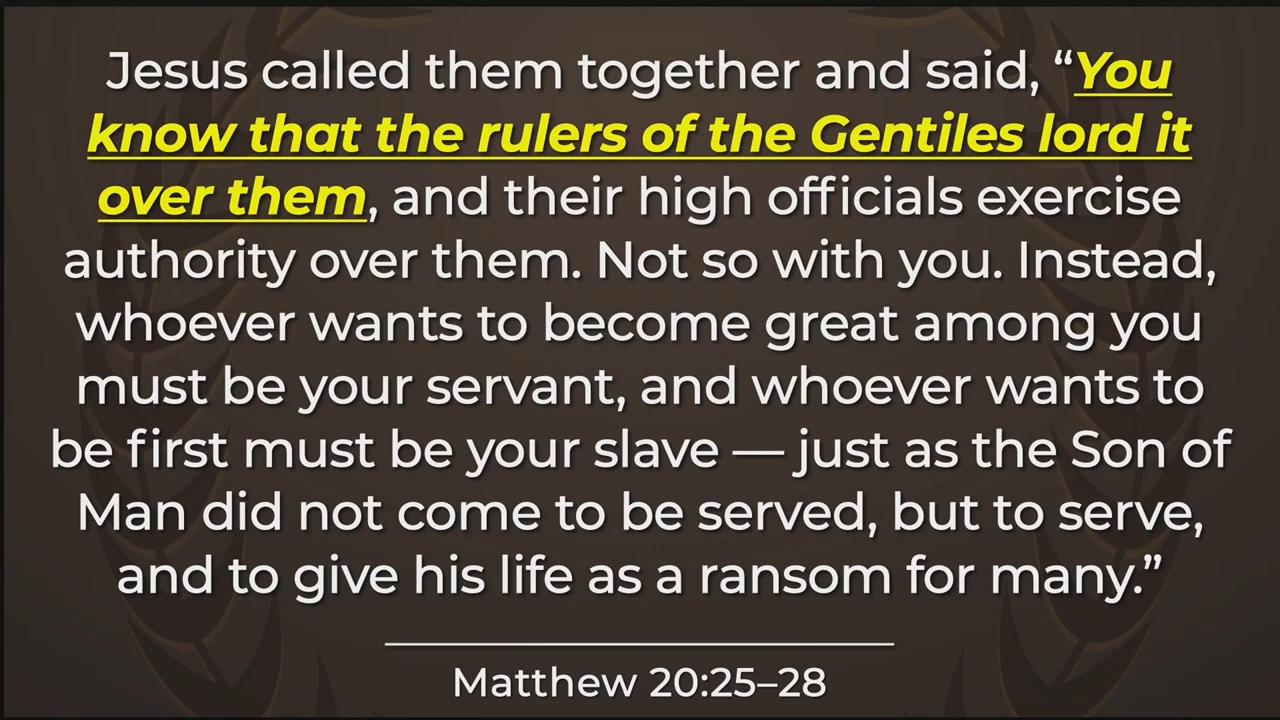 Jesus called them together and said, “You
know that the rulers of the Gentiles lord it
over them, and their high officials exercise
authority over them. Not so with you. Instead,
whoever wants to become great among you
must be your servant, and whoever wants to
be first must be your slave — just as the Son of
Man did not come to be served, but to serve,
and to give his life as a ransom for many.”
Matthew 20:25–28